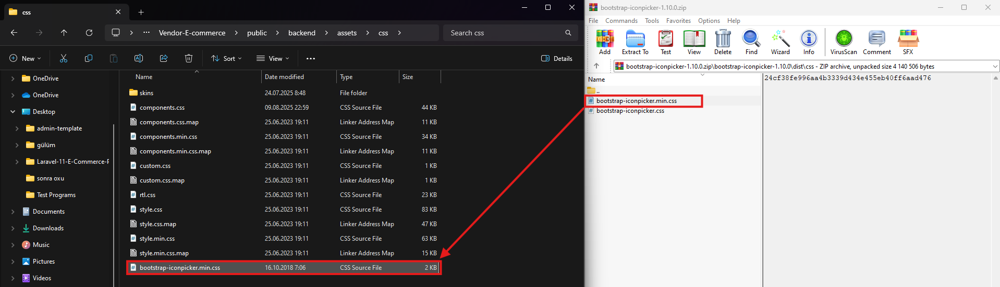 css
Vendor-E-commerce
public
backend
assets
css
Search css
New
Sort
View
Details
OneDrive
OneDrive
Desktop
admin-template
gülüm
Laravel-11-E-Commerce-P
sonra oxu
Test Programs
Documents
Downloads
Music
Pictures
Videos
Name Date modified Type Size
skins 24.07.2025 8:48 File folder
components.css 09.08.2025 22:59 CSS Source File 44 KB
components.css.map 25.06.2023 19:11 Linker Address Map 11 KB
components.min.css 25.06.2023 19:11 CSS Source File 34 KB
components.min.css.map 25.06.2023 19:11 Linker Address Map 11 KB
custom.css 25.06.2023 19:11 CSS Source File 1 KB
custom.css.map 25.06.2023 19:11 Linker Address Map 1 KB
rtl.css 25.06.2023 19:11 CSS Source File 23 KB
style.css 25.06.2023 19:11 CSS Source File 83 KB
style.css.map 25.06.2023 19:11 Linker Address Map 47 KB
style.min.css 25.06.2023 19:11 CSS Source File 63 KB
style.min.css.map 25.06.2023 19:11 Linker Address Map 15 KB
bootstrap-iconpicker.min.css 16.10.2018 7:06 CSS Source File 2 KB
bootstrap-iconpicker-1.10.0.zip
File Commands Tools Favorites Options Help
Add Extract To Test View Delete Find Wizard Info VirusScan Comment SFX
bootstrap-iconpicker-1.10.0.zip\bootstrap-iconpicker-1.10.0\dist\css - ZIP archive, unpacked size 4 140 506 bytes
Name
..
bootstrap-iconpicker.min.css
bootstrap-iconpicker.css
24cf38fe996aa4b3339d434e455eb40ff6aad476